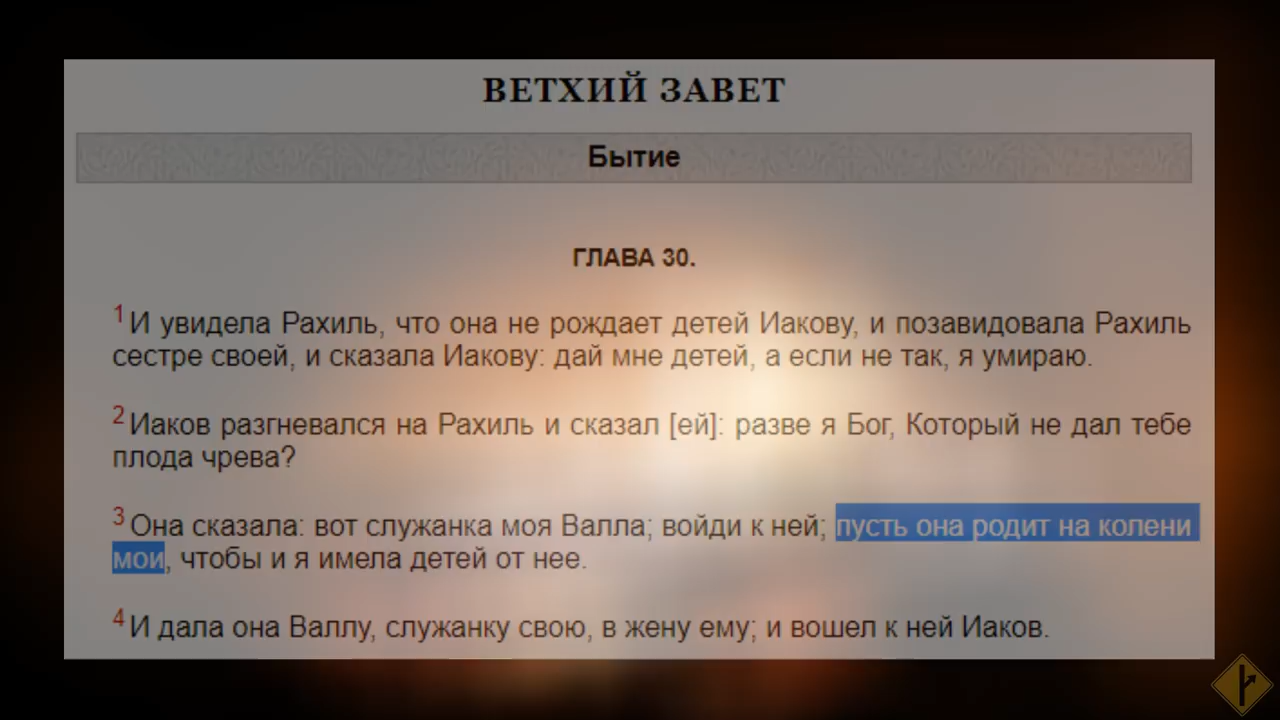 ВЕТХИЙ ЗАВЕТ
Бытие
ГЛАВА 30.
1 И увидела Рахиль, что она не рождает детей Иакову, и позавидовала Рахиль
сестре своей, и сказала Иакову: дай мне детей, а если не так, я умираю.
2 Иаков разгневался на Рахиль и сказал [ей]: разве я Бог, Который не дал тебе
плода чрева?
3 Она сказала: вот служанка моя Валла; войди к ней; пусть она родит на колени
мои, чтобы и я имела детей от нее.
4 И дала она Валлу, служанку свою, в жену ему; и вошел к ней Иаков.